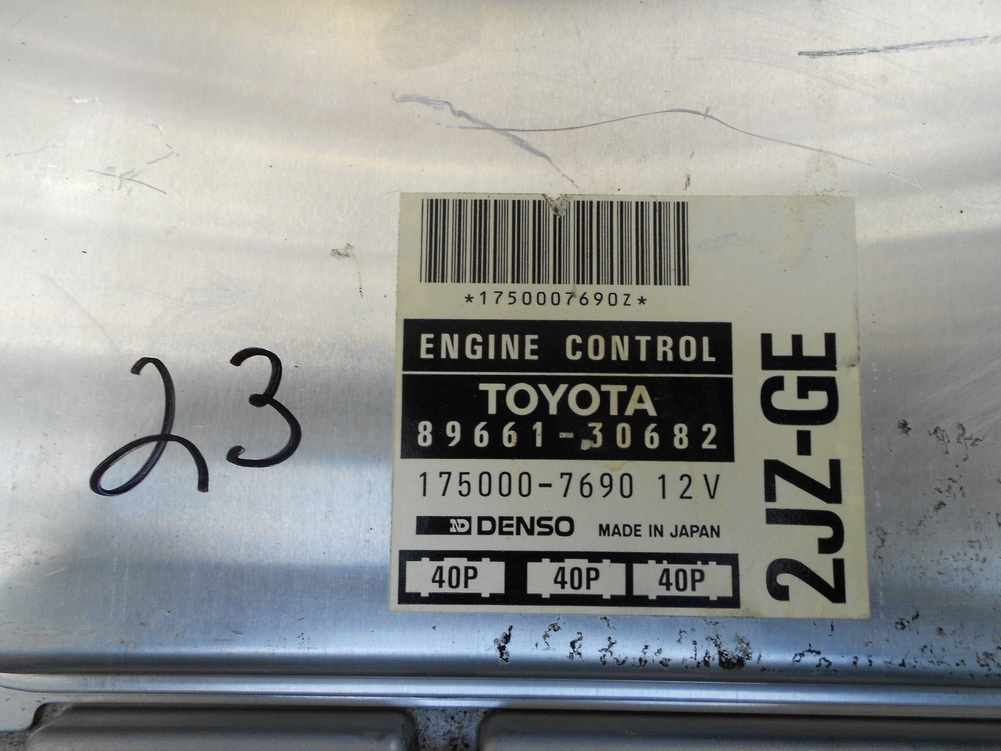 *1750007690Z*
ENGINE CONTROL
TOYOTA
89661-30682
175000-7690 12V
ND DENSO MADE IN JAPAN
40P 40P 40P
2JZ-GE
23